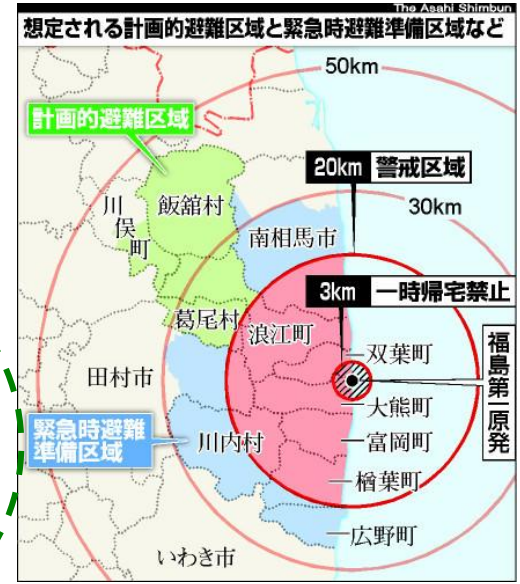 The Asahi Shimbun
想定される計画的避難区域と緊急時避難準備区域など
50km
計画的避難区域
20km 警戒区域
30km
川俣町
飯舘村
南相馬市
3km 一時帰宅禁止
葛尾村
浪江町
双葉町
福島第一原発
田村市
大熊町
緊急時避難
準備区域
川内村
富岡町
楢葉町
広野町
いわき市